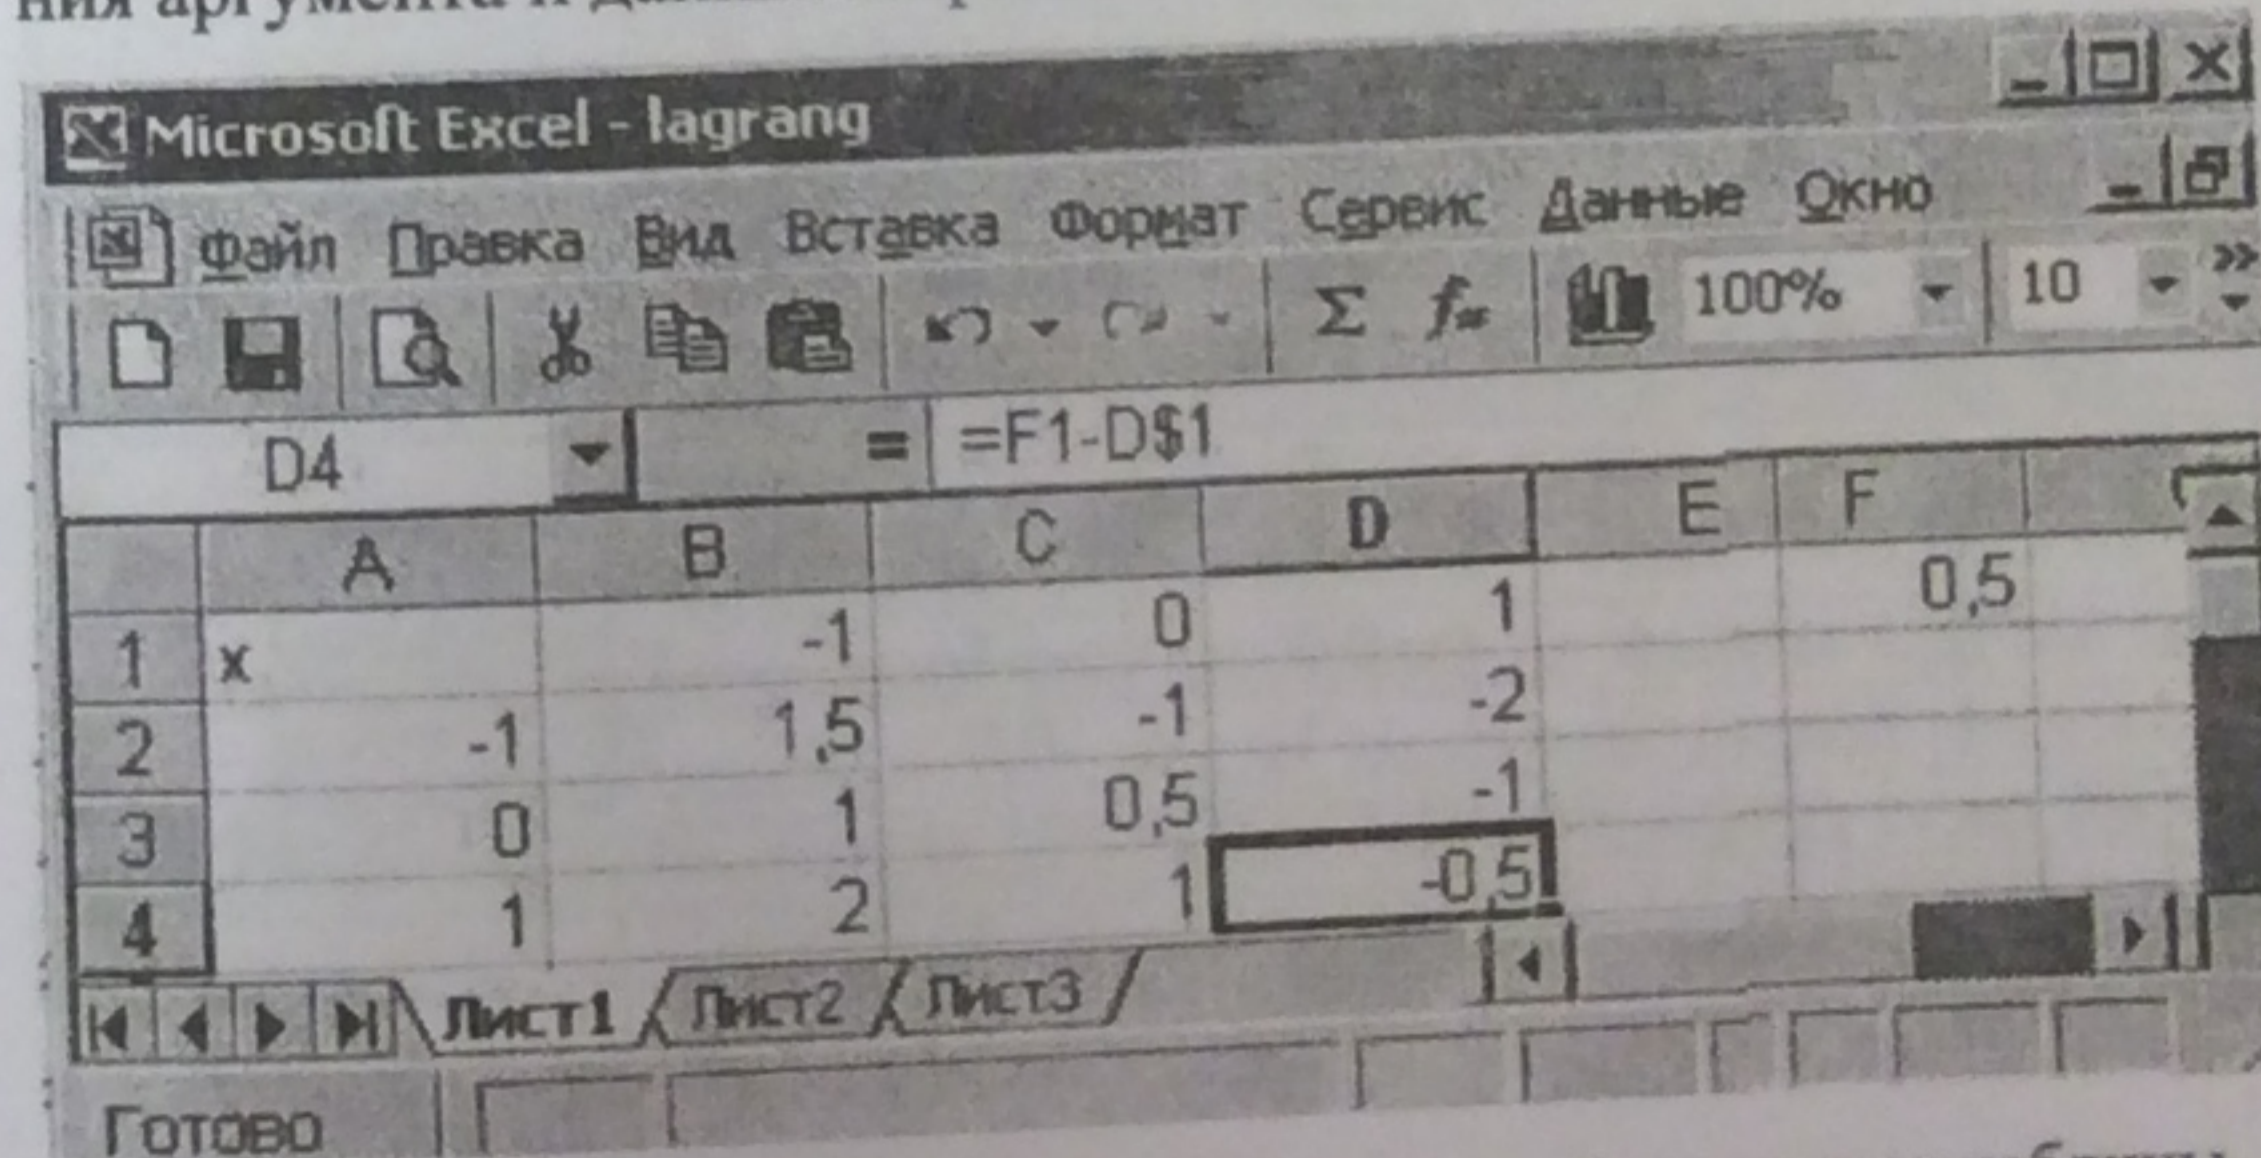 ния аргумента и
Microsoft Excel - lagrang
Файл Правка Вид Вставка Формат Сервис Данные Окно
100% 10
D4 = =F1-D$1
A B C D E F
1 x -1 0 1 0,5
2 -1 1,5 -1 -2
3 0 1 0,5 -1
4 1 2 1 -0,5
Лист1 Лист2 Лист3
Готово